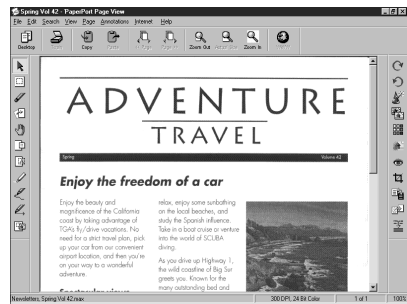 Spring Vol 42 - PaperPort Page View
File Edit Search View Page Annotations Internet Help
Desktop Copy Zoom Out Zoom In
ADVENTURE
TRAVEL
Spring Volume 42
Enjoy the freedom of a car
Enjoy the beauty and
magnificence of the California
coast by taking advantage of
TGA's fly/drive vacations. No
need for a strict travel plan, pick
up your car from our convenient
airport location, and then you're
on your way to a wonderful
adventure.
relax, enjoy some sunbathing
on the local beaches, and
study the Spanish influence.
Take in a boat cruise or venture
into the world of SCUBA
diving.
As you drive up Highway 1,
the wild coastline of Big Sur
greets you. Known for the
many outstanding bed and
Newsletters, Spring Vol 42.max 300 DPI, 24 Bit Color 1 of 1 100%